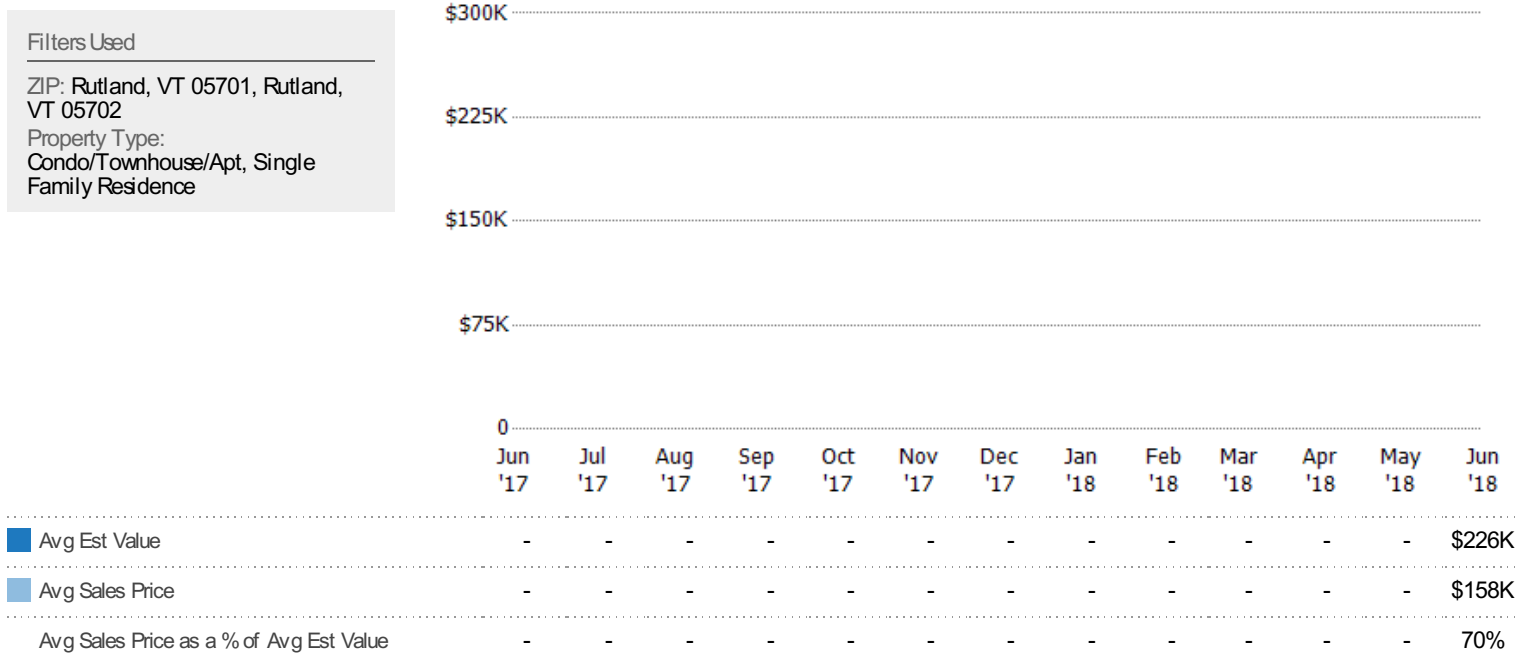 Filters Used
ZIP: Rutland, VT 05701, Rutland,
VT 05702
Property Type:
Condo/Townhouse/Apt, Single
Family Residence
$300K
$225K
$150K
$75K
0
Jun Jul Aug Sep Oct Nov Dec Jan Feb Mar Apr May Jun
'17 '17 '17 '17 '17 '17 '17 '18 '18 '18 '18 '18 '18
Avg Est Value - - - - - - - - - - - - $226K
Avg Sales Price - - - - - - - - - - - - $158K
Avg Sales Price as a % of Avg Est Value - - - - - - - - - - - - 70%